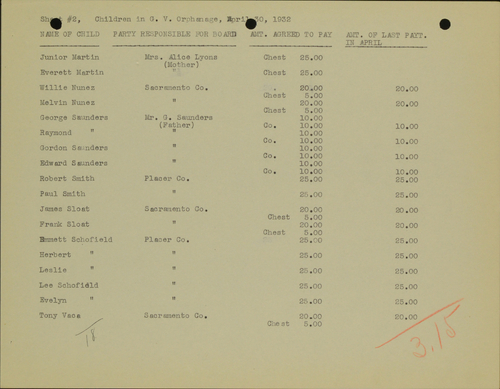 Sheet #2, Children in G. V. Orphanage, April 30, 1932
NAME OF CHILD PARTY RESPONSIBLE FOR BOARD AMT. AGREED TO PAY AMT. OF LAST PAYT.
IN APRIL
Junior Martin Mrs. Alice Lyons Chest 25.00
(Mother)
Everett Martin " Chest 25.00
Willie Nunez Sacramento Co. 20.00 20.00
Chest 5.00
Melvin Nunez " 20.00 20.00
Chest 5.00
George Saunders Mr. G. Saunders 10.00
(Father) Co. 10.00 10.00
Raymond " " 10.00
Co. 10.00 10.00
Gordon Saunders " 10.00
Co. 10.00 10.00
Edward Saunders " 10.00
Co. 10.00 10.00
Robert Smith Placer Co. 25.00 25.00
Paul Smith " 25.00 25.00
James Slost Sacramento Co. 20.00 20.00
Chest 5.00
Frank Slost " 20.00 20.00
Chest 5.00
Emmett Schofield Placer Co. 25.00 25.00
Herbert " " 25.00 25.00
Leslie " " 25.00 25.00
Lee Schofield " 25.00 25.00
Evelyn " " 25.00 25.00
Tony Vasa Sacramento Co. 20.00 20.00
Chest 5.00
18
3.15